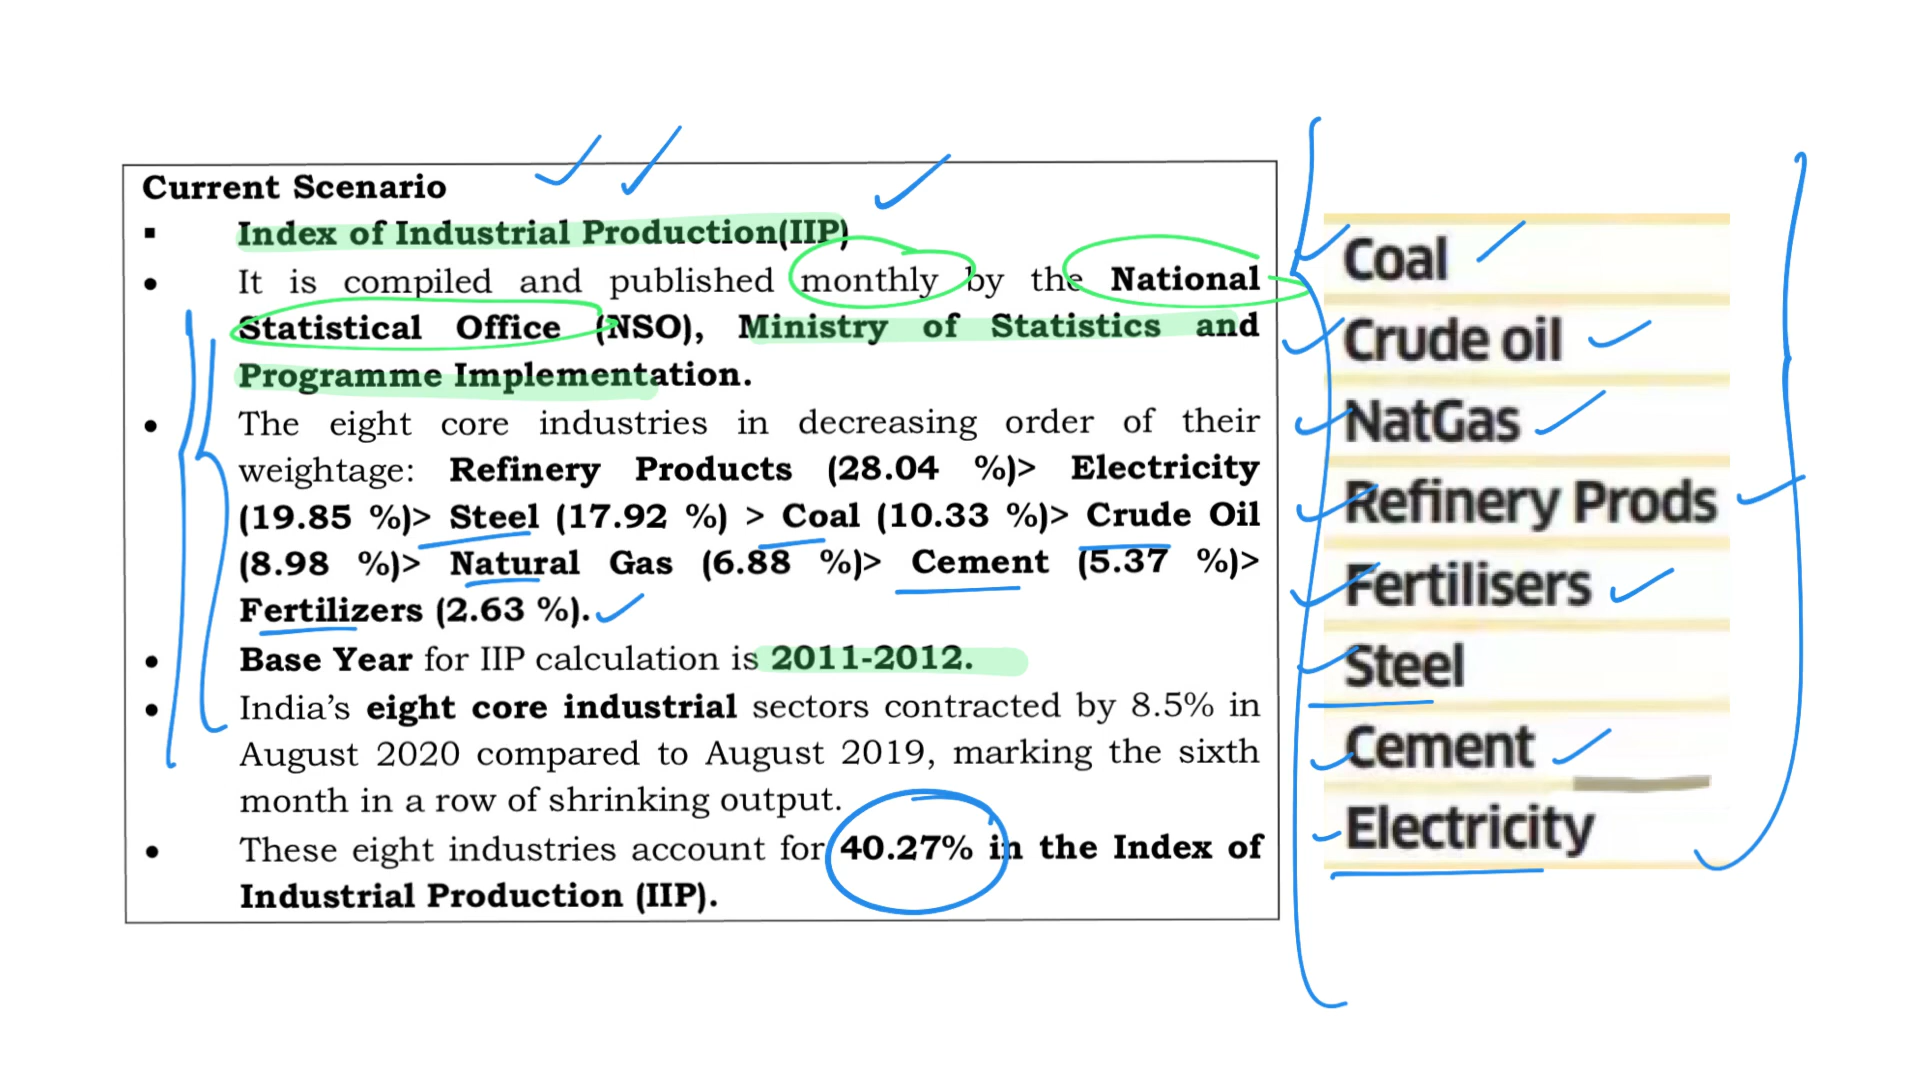 Current Scenario
▪ Index of Industrial Production(IIP)
• It is compiled and published monthly by the National
Statistical Office (NSO), Ministry of Statistics and
Programme Implementation.
• The eight core industries in decreasing order of their
weightage: Refinery Products (28.04 %)> Electricity
(19.85 %)> Steel (17.92 %) > Coal (10.33 %)> Crude Oil
(8.98 %)> Natural Gas (6.88 %)> Cement (5.37 %)>
Fertilizers (2.63 %).
• Base Year for IIP calculation is 2011-2012.
• India’s eight core industrial sectors contracted by 8.5% in
August 2020 compared to August 2019, marking the sixth
month in a row of shrinking output.
• These eight industries account for 40.27% in the Index of
Industrial Production (IIP).
Coal
Crude oil
NatGas
Refinery Prods
Fertilisers
Steel
Cement
Electricity